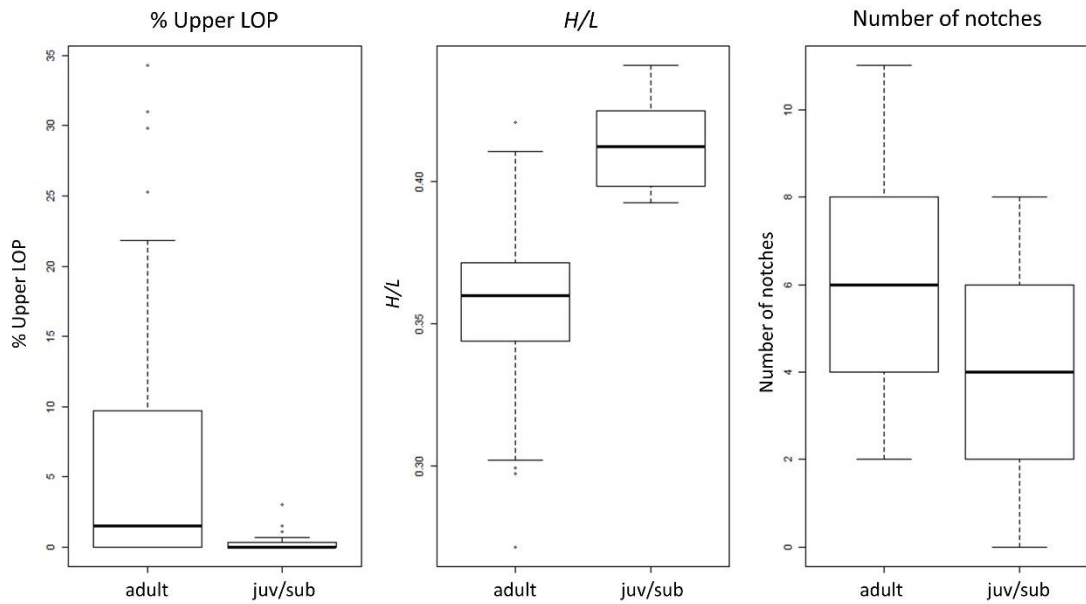 % Upper LOP
% Upper LOP
35
30
25
20
15
10
5
0
adult juv/sub
H/L
H/L
0.40
0.35
0.30
adult juv/sub
Number of notches
Number of notches
10
8
6
4
2
0
adult juv/sub